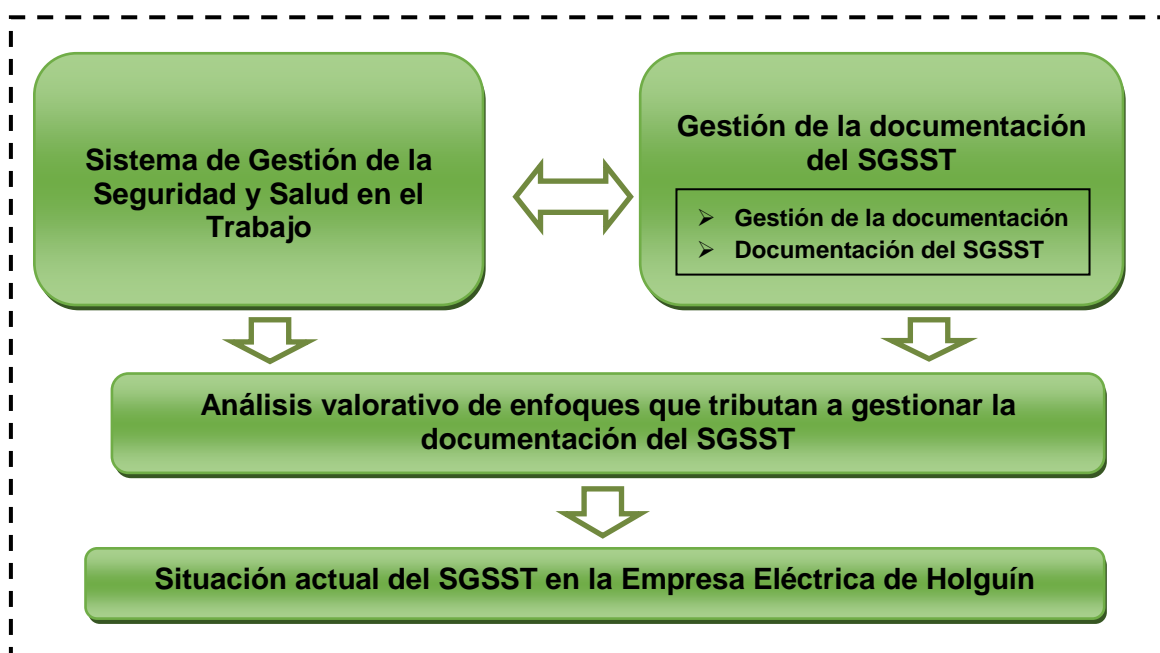 Sistema de Gestión de la
Seguridad y Salud en el
Trabajo
Gestión de la documentación
del SGSST
➢ Gestión de la documentación
➢ Documentación del SGSST
Análisis valorativo de enfoques que tributan a gestionar la
documentación del SGSST
Situación actual del SGSST en la Empresa Eléctrica de Holguín